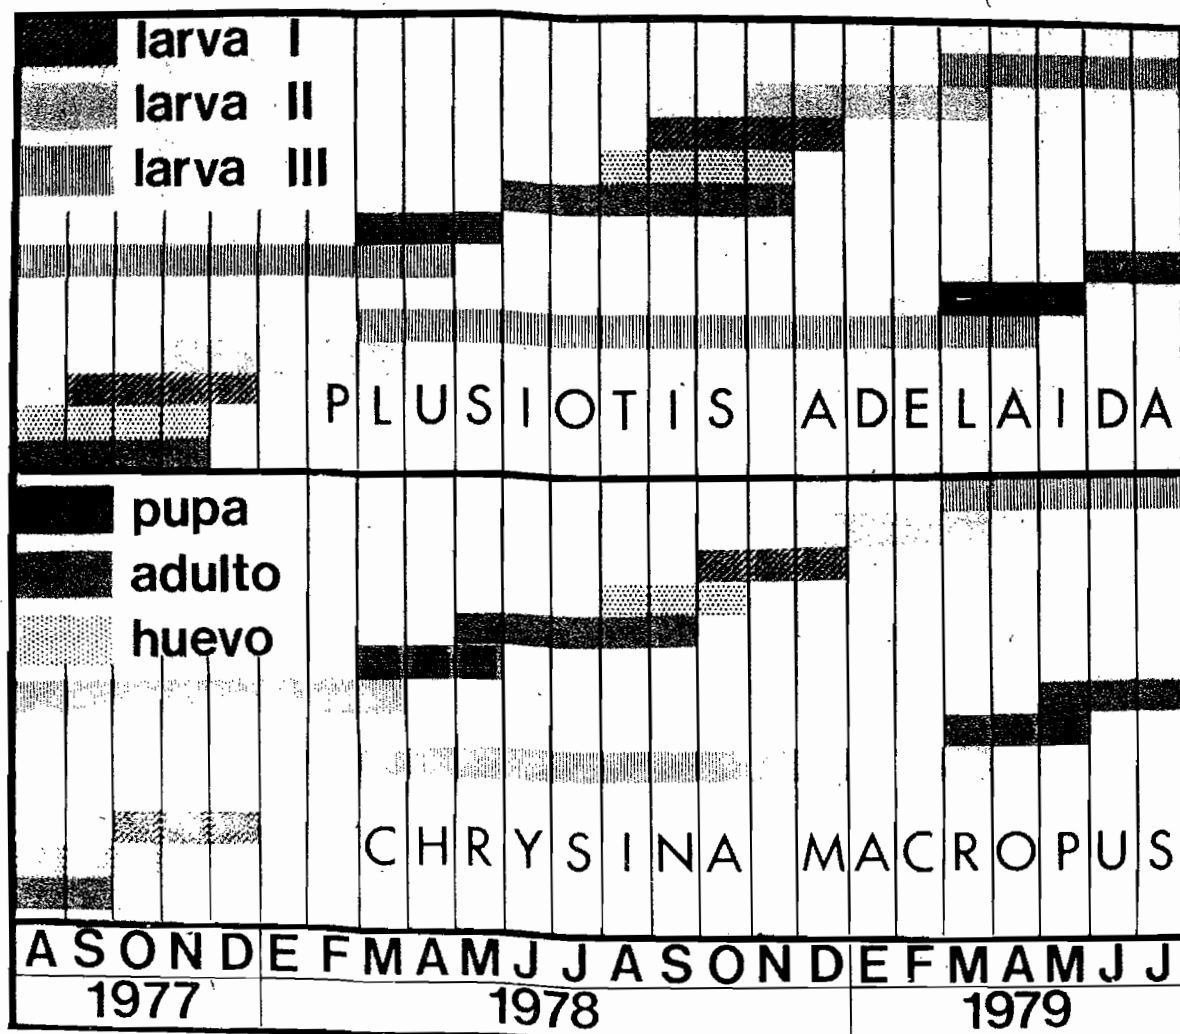 larva I
larva II
larva III
PLUSIOTIS ADELAIDA
pupa
adulto
huevo
CHRYSINA MACROPUS
A S O N D E F M A M J J A S O N D E F M A M J J
1977 1978 1979